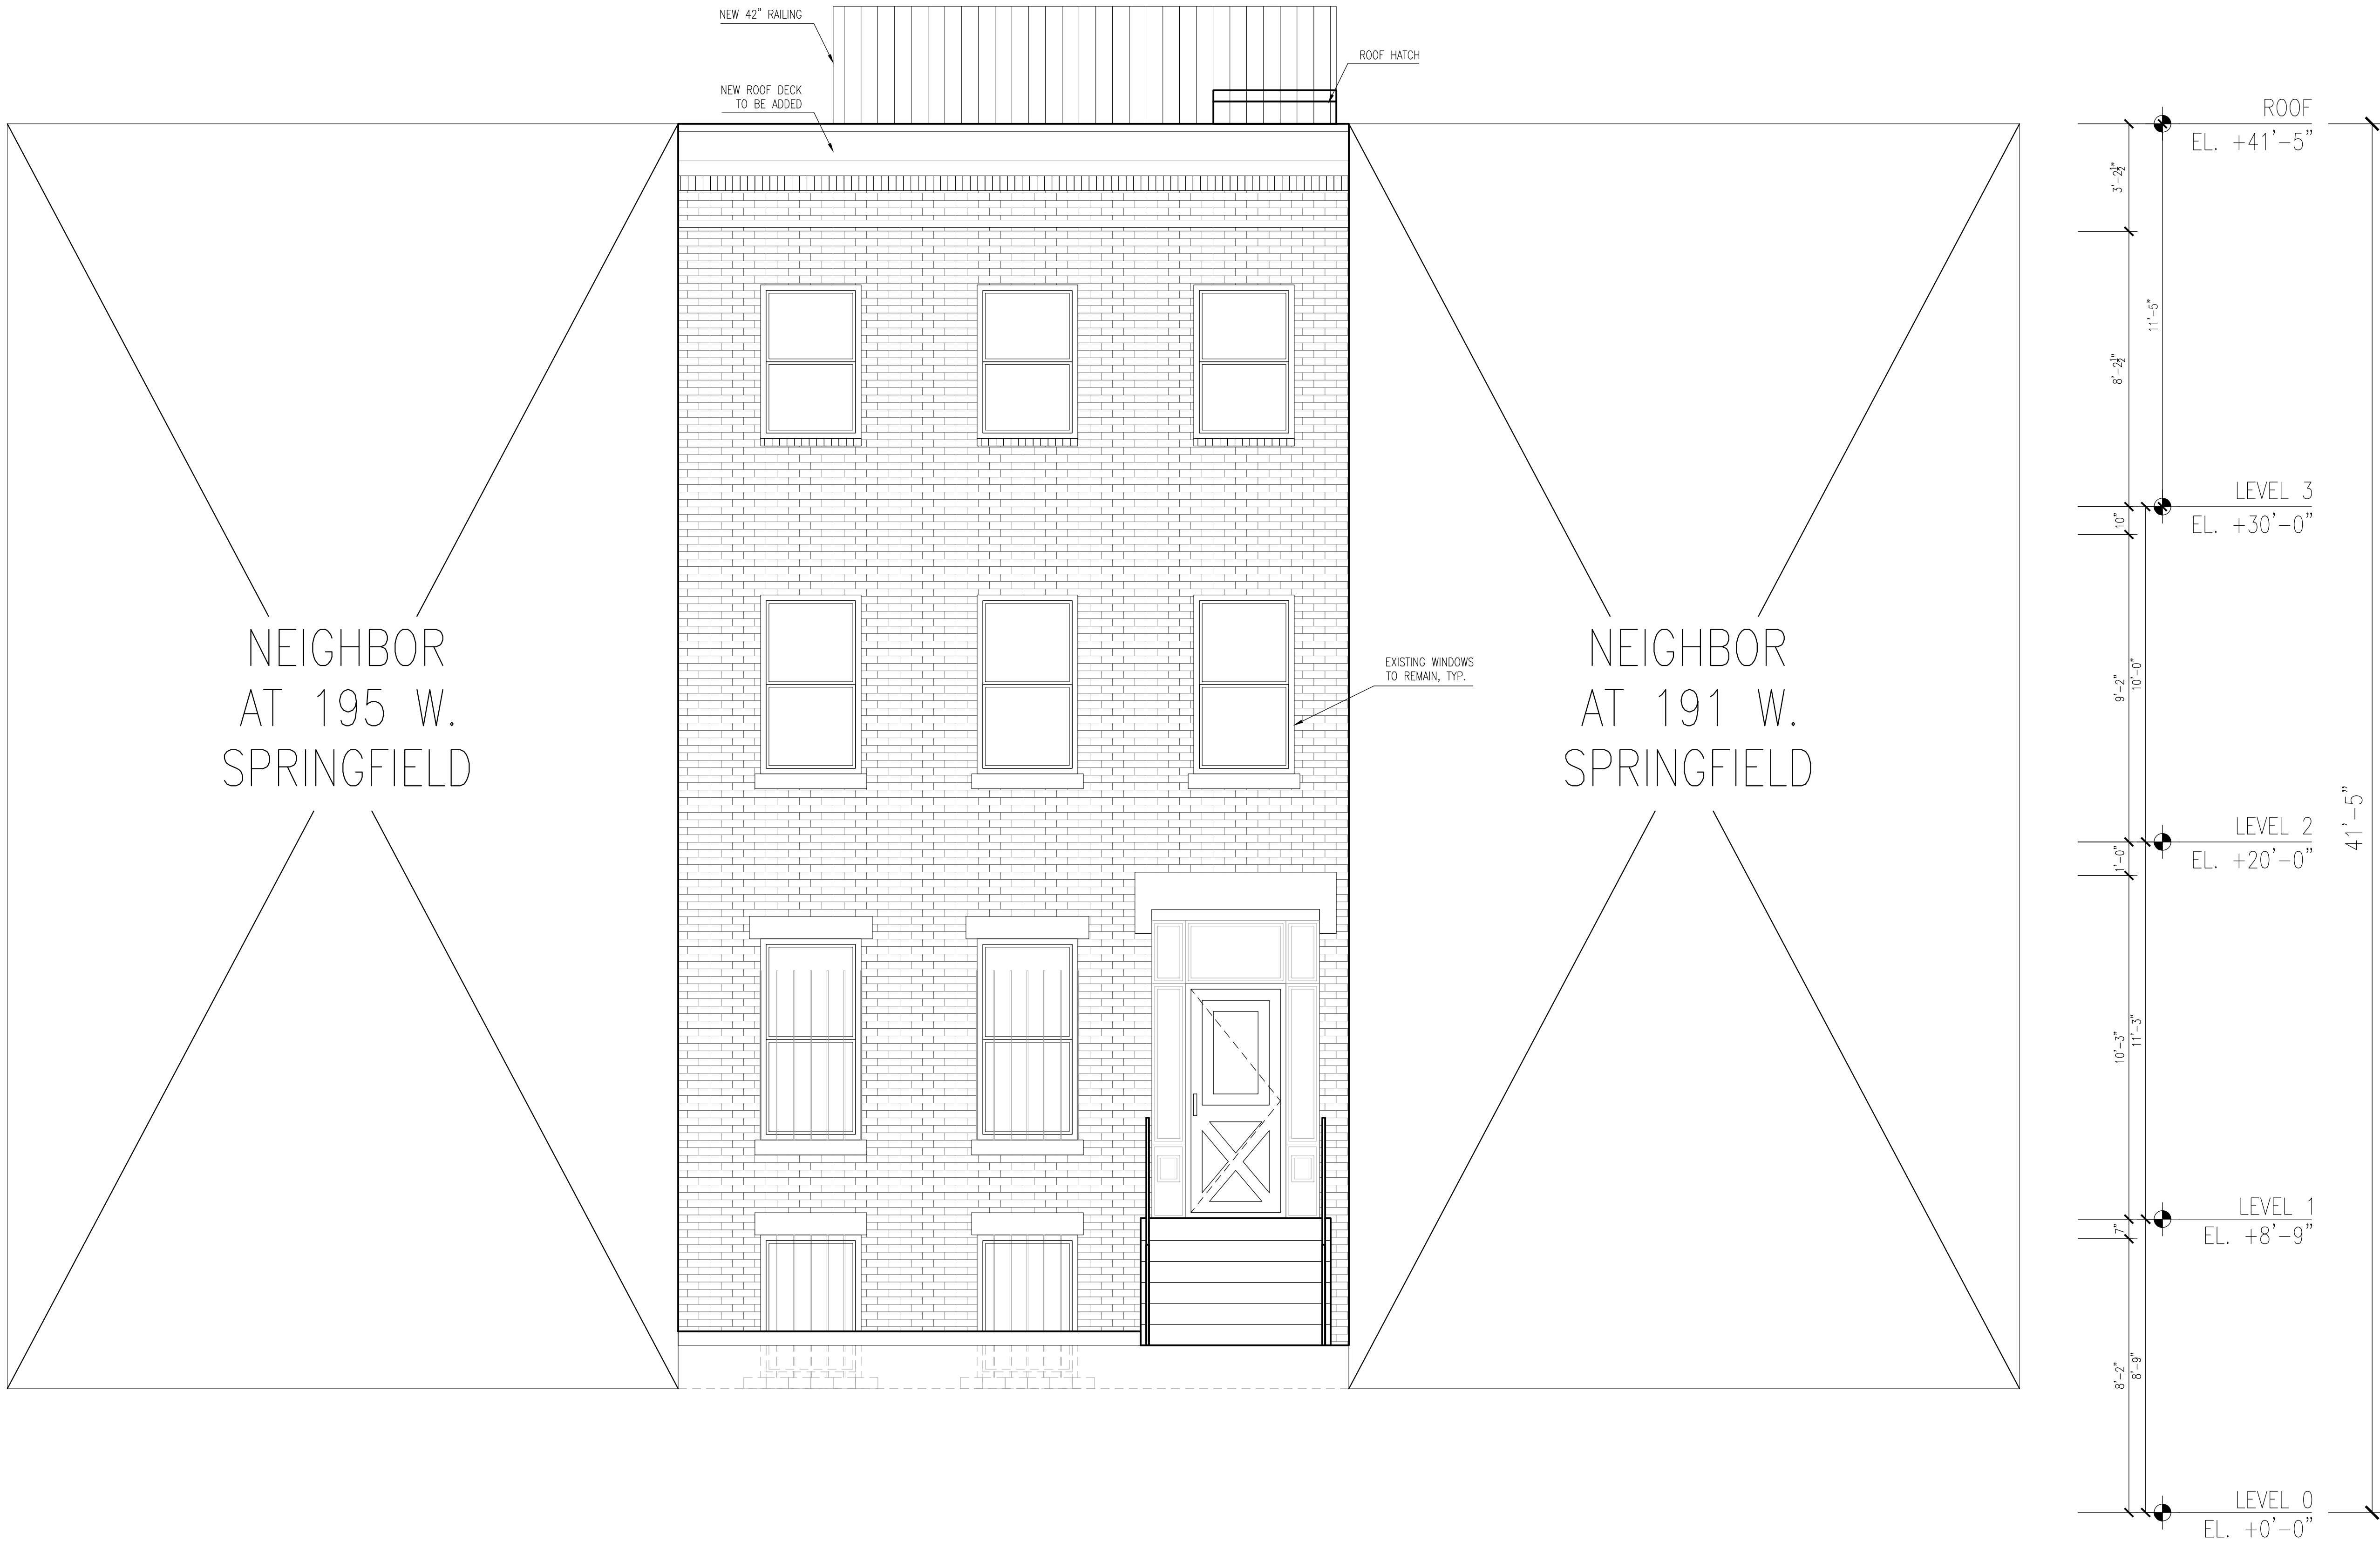 NEW 42" RAILING
ROOF HATCH
NEW ROOF DECK
TO BE ADDED
ROOF
EL. +41'-5"
3'-2½"
11'-5"
8'-2½"
LEVEL 3
EL. +30'-0"
10"
NEIGHBOR
AT 195 W.
SPRINGFIELD
EXISTING WINDOWS
TO REMAIN, TYP.
NEIGHBOR
AT 191 W.
SPRINGFIELD
9'-2"
10'-0"
41'-5"
LEVEL 2
EL. +20'-0"
1'-0"
10'-3"
11'-3"
LEVEL 1
EL. +8'-9"
7"
8'-2"
8'-9"
LEVEL 0
EL. +0'-0"